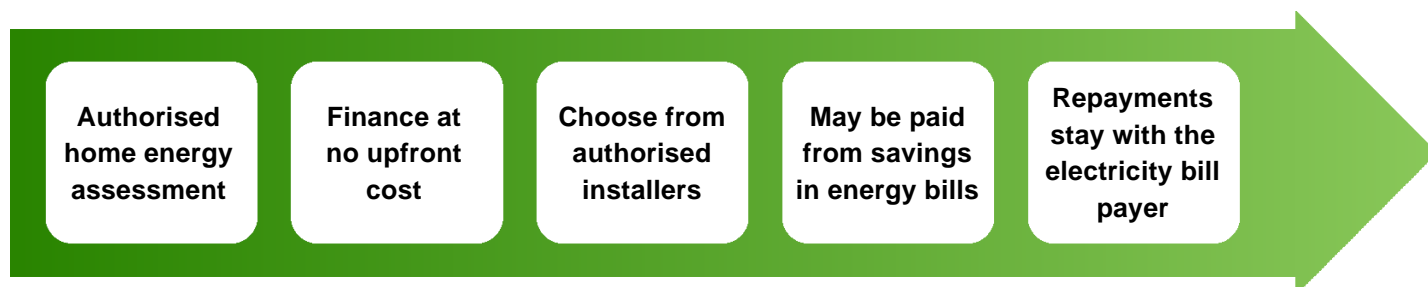 Authorised
home energy
assessment
Finance at
no upfront
cost
Choose from
authorised
installers
May be paid
from savings
in energy bills
Repayments
stay with the
electricity bill
payer